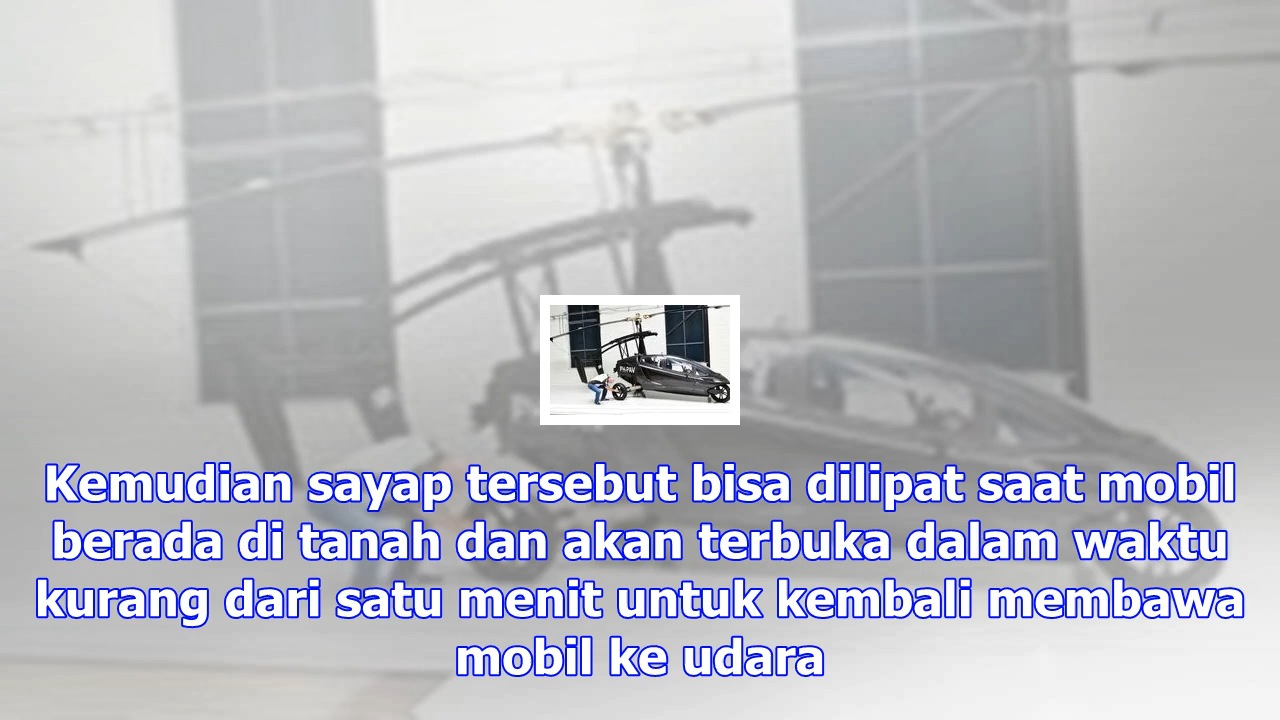 PAL-V
Kemudian sayap tersebut bisa dilipat saat mobil
berada di tanah dan akan terbuka dalam waktu
kurang dari satu menit untuk kembali membawa
mobil ke udara